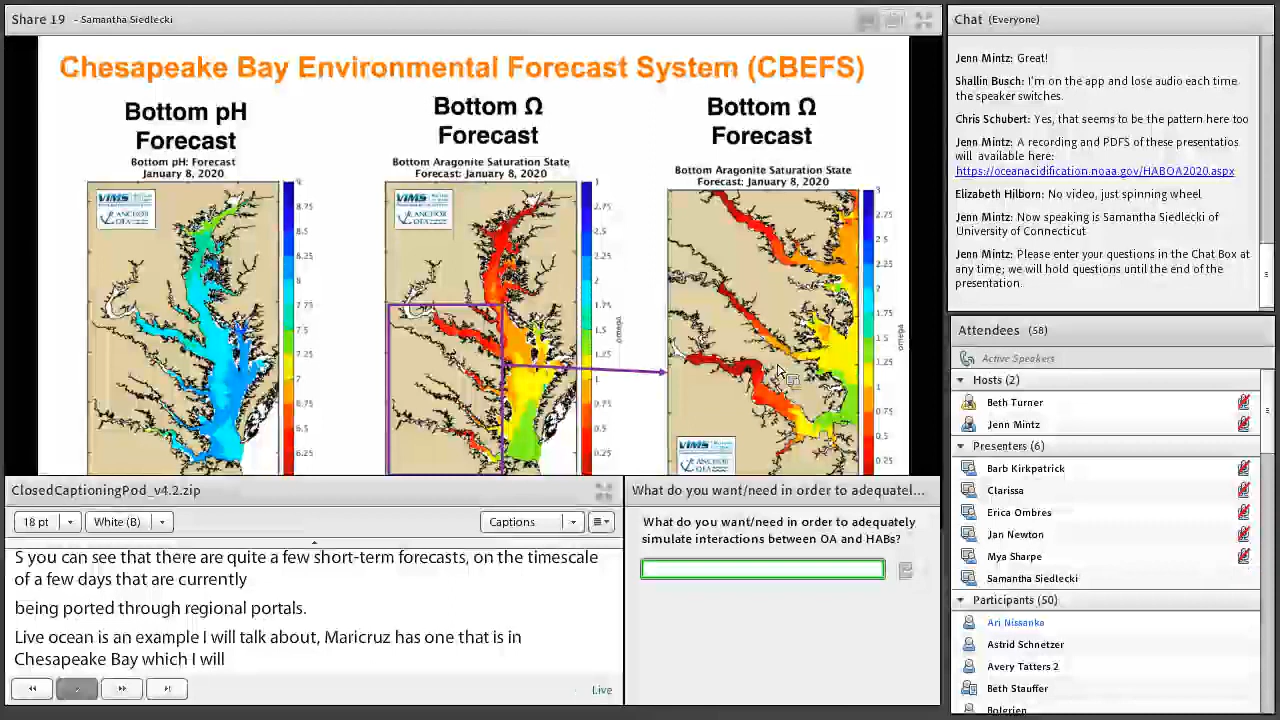 Share 19 - Samantha Siedlecki
Chesapeake Bay Environmental Forecast System (CBEFS)
Bottom pH
Forecast
Bottom pH: Forecast
January 8, 2020
VIMS
ANCHOR
QEA
9
8.75
8.5
8.25
8
7.75
7.5
7.25
7
6.75
6.5
6.25
Bottom Ω
Forecast
Bottom Aragonite Saturation State
Forecast: January 8, 2020
VIMS
ANCHOR
QEA
3
2.75
2.5
2.25
2
1.75
1.5
1.25
1
0.75
0.5
0.25
omega
Bottom Ω
Forecast
Bottom Aragonite Saturation State
Forecast: January 8, 2020
3
2.75
2.5
2.25
2
1.75
1.5
1.25
1
0.75
0.5
0.25
omega
VIMS
ANCHOR
QEA
ClosedCaptioningPod_v4.2.zip
18 pt
White (B)
Captions
S you can see that there are quite a few short-term forecasts, on the timescale
of a few days that are currently
being ported through regional portals.
Live ocean is an example I will talk about, Maricruz has one that is in
Chesapeake Bay which I will
Live
What do you want/need in order to adequatel...
What do you want/need in order to adequately
simulate interactions between OA and HABs?
Chat (Everyone)
Jenn Mintz: Great!
Shallin Busch: I'm on the app and lose audio each time
the speaker switches.
Chris Schubert: Yes, that seems to be the pattern here too
Jenn Mintz: A recording and PDFS of these presentatios
will available here:
https://oceanacidification.noaa.gov/HABOA2020.aspx
Elizabeth Hilborn: No video, just spinning wheel
Jenn Mintz: Now speaking is Samantha Siedlecki of
University of Connecticut
Jenn Mintz: Please enter your questions in the Chat Box at
any time; we will hold questions until the end of the
presentation.
Attendees (58)
Active Speakers
Hosts (2)
Beth Turner
Jenn Mintz
Presenters (6)
Barb Kirkpatrick
Clarissa
Erica Ombres
Jan Newton
Mya Sharpe
Samantha Siedlecki
Participants (50)
Ari Nissanka
Astrid Schnetzer
Avery Tatters 2
Beth Stauffer
Bolgrien